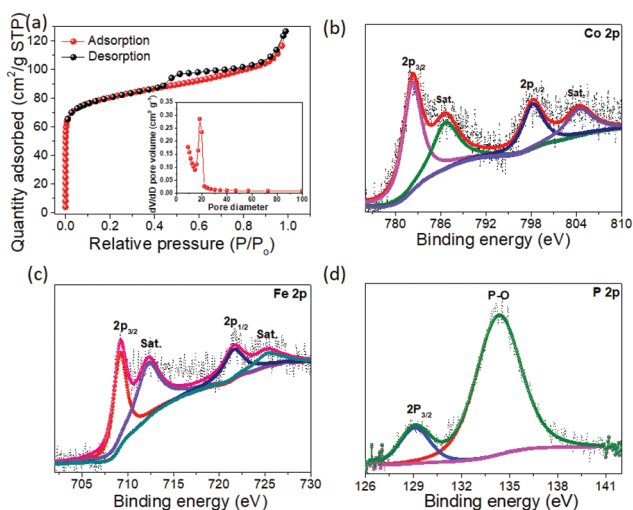 (a)
Adsorption
Desorption
Quantity adsorbed (cm²/g STP)
120
100
80
60
40
20
0
0.0 0.2 0.4 0.6 0.8 1.0
Relative pressure (P/P₀)
dV/dD pore volume (cm³ g⁻¹)
0.35
0.30
0.25
0.20
0.15
0.10
0.05
0.00
0 20 40 60 80 100
Pore diameter
(b)
Co 2p
2p₃/₂
Sat.
2p₁/₂
Sat.
780 786 792 798 804 810
Binding energy (eV)
(c)
Fe 2p
2p₃/₂
Sat.
2p₁/₂
Sat.
705 710 715 720 725 730
Binding energy (eV)
(d)
P 2p
P-O
2P₃/₂
126 129 132 135 138 141
Binding energy (eV)